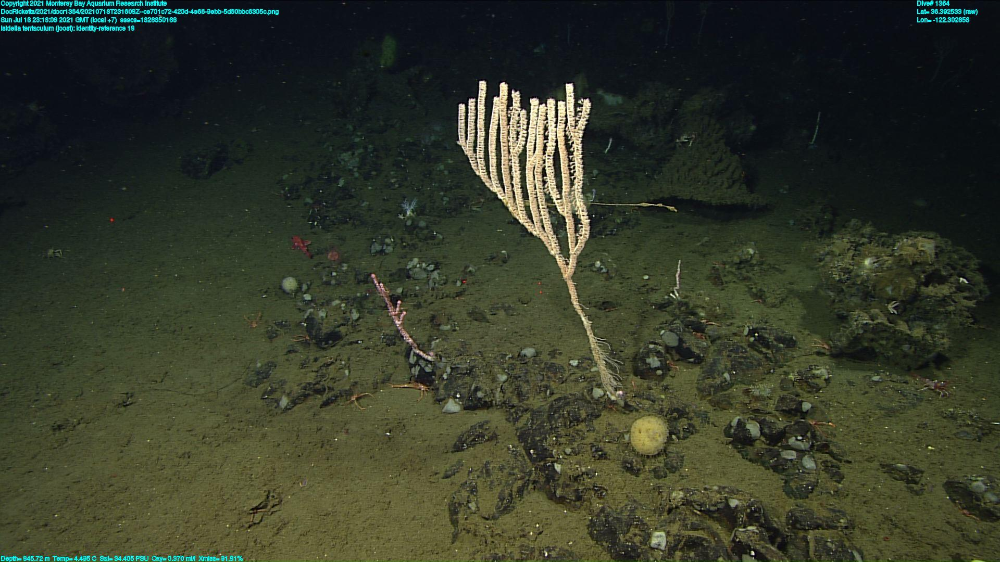 Copyright 2021 Monterey Bay Aquarium Research Institute
DocRicketts/2021/docr1364/20210718T231608Z--ce701c72-420d-4e66-9ebb-5d60bbc6305c.png
Sun Jul 18 23:16:08 2021 GMT (local +7) esecs=1626650168
Isidella tentaculum (joost): identity-reference 18
Dive# 1364
Lat= 36.392533 (raw)
Lon= -122.302856
Depth= 845.72 m Temp= 4.495 C Sal= 34.405 PSU Oxy= 0.370 ml/l Xmiss= 91.81%